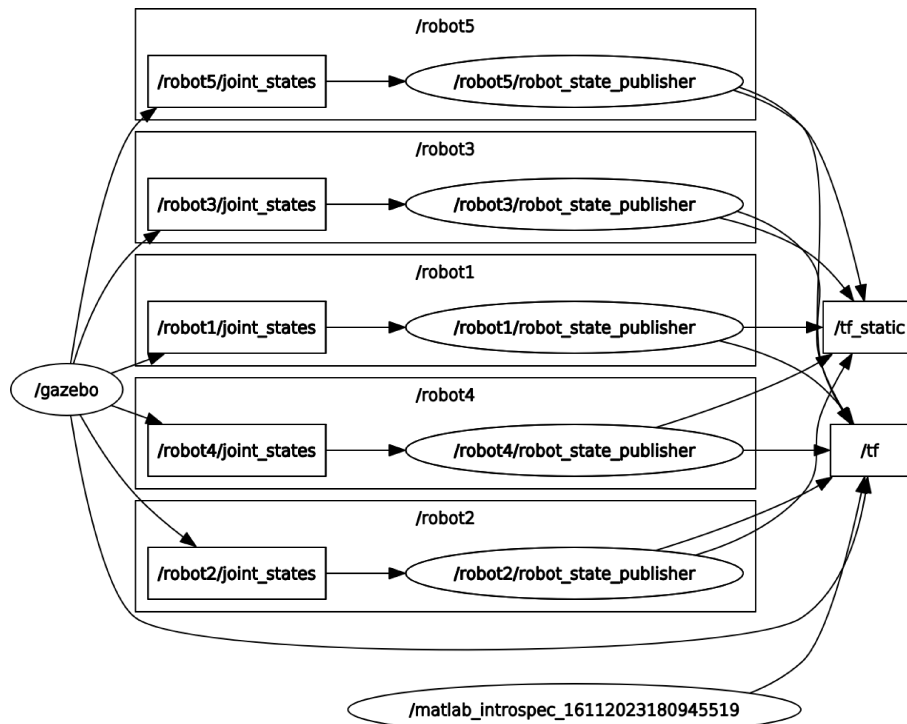 /robot5
/robot5/joint_states
/robot5/robot_state_publisher
/robot3
/robot3/joint_states
/robot3/robot_state_publisher
/robot1
/robot1/joint_states
/robot1/robot_state_publisher
/tf_static
/gazebo
/robot4
/robot4/joint_states
/robot4/robot_state_publisher
/tf
/robot2
/robot2/joint_states
/robot2/robot_state_publisher
/matlab_introspec_16112023180945519